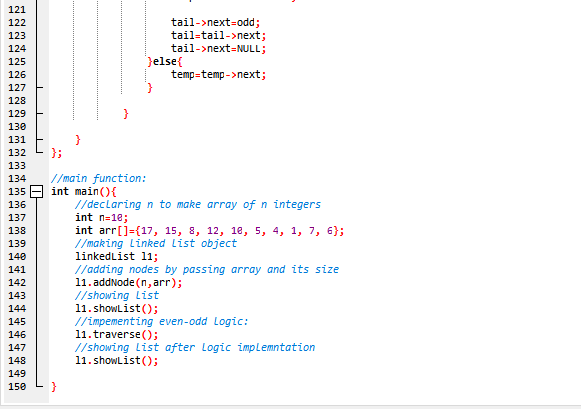 121
122 tail->next=odd;
123 tail=tail->next;
124 tail->next=NULL;
125 }else{
126 temp=temp->next;
127 }
128
129 }
130
131 }
132 };
133
134 //main function:
135 int main(){
136 //declaring n to make array of n integers
137 int n=10;
138 int arr[]={17, 15, 8, 12, 10, 5, 4, 1, 7, 6};
139 //making linked list object
140 linkedList l1;
141 //adding nodes by passing array and its size
142 l1.addNode(n,arr);
143 //showing list
144 l1.showList();
145 //impementing even-odd logic:
146 l1.traverse();
147 //showing list after logic implemntation
148 l1.showList();
149
150 }